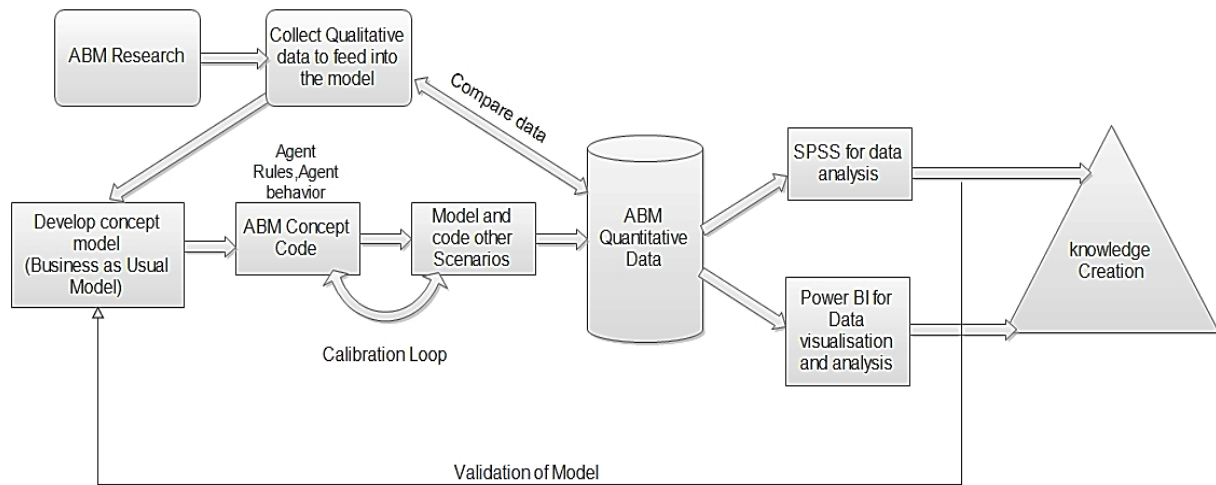 ABM Research
Collect Qualitative
data to feed into
the model
Compare data
Agent
Rules,Agent
behavior
Develop concept
model
(Business as Usual
Model)
ABM Concept
Code
Model and
code other
Scenarios
Calibration Loop
ABM
Quantitative
Data
SPSS for data
analysis
Power BI for
Data
visualisation
and analysis
knowledge
Creation
Validation of Model